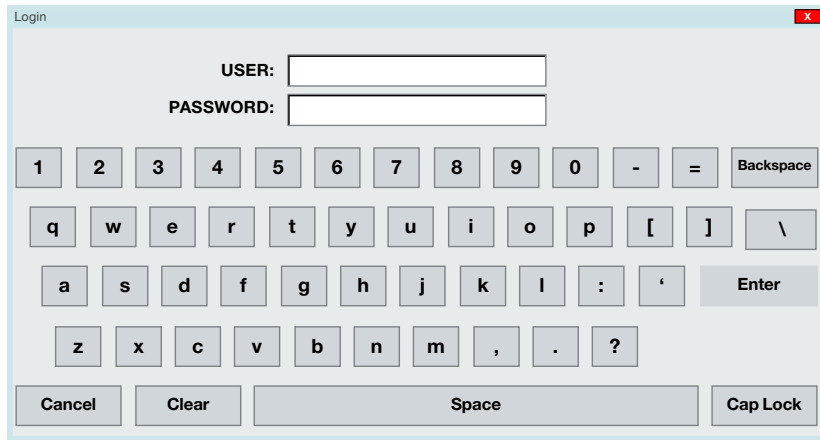 Login x
USER:
PASSWORD:
1 2 3 4 5 6 7 8 9 0 - = Backspace
q w e r t y u i o p [ ] \
a s d f g h j k l : ‘ Enter
z x c v b n m , . ?
Cancel Clear Space Cap Lock